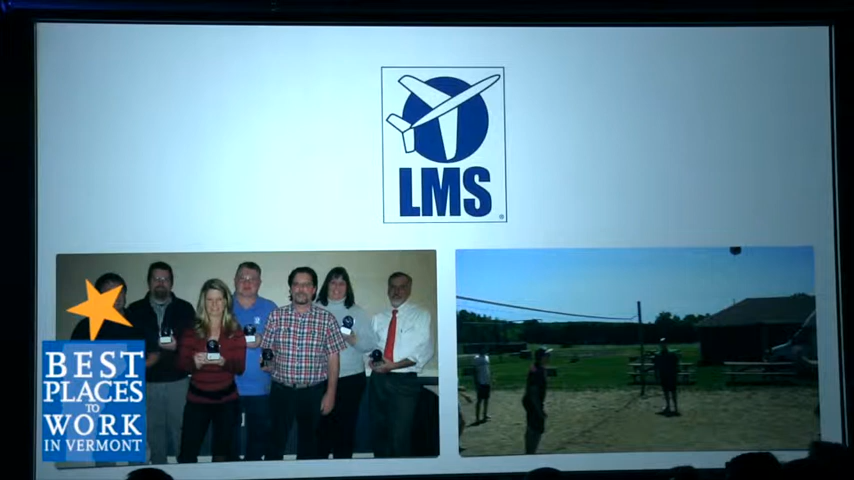 LMS
®
BEST
PLACES
TO
WORK
IN VERMONT